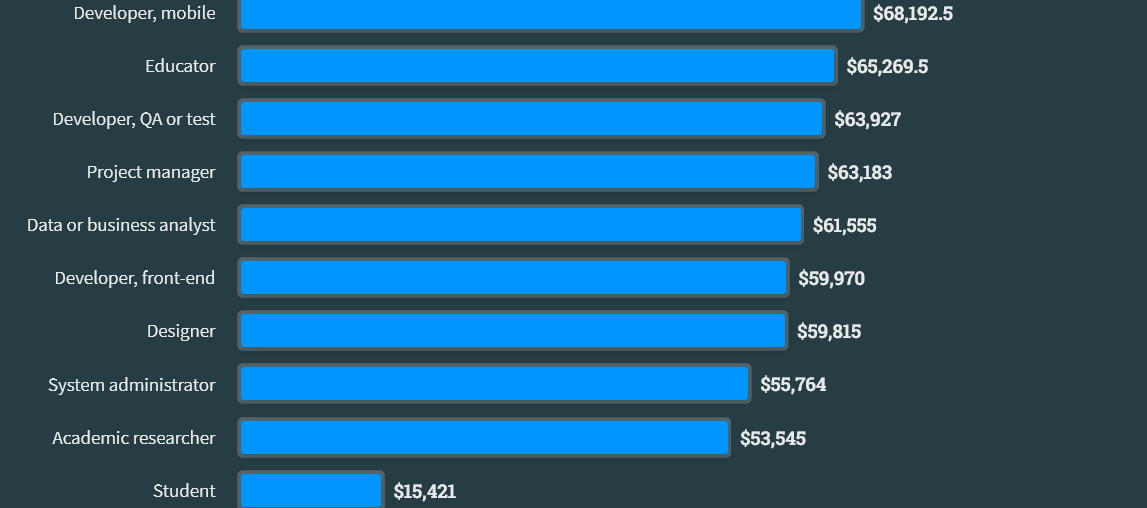 Developer, mobile $68,192.5
Educator $65,269.5
Developer, QA or test $63,927
Project manager $63,183
Data or business analyst $61,555
Developer, front-end $59,970
Designer $59,815
System administrator $55,764
Academic researcher $53,545
Student $15,421